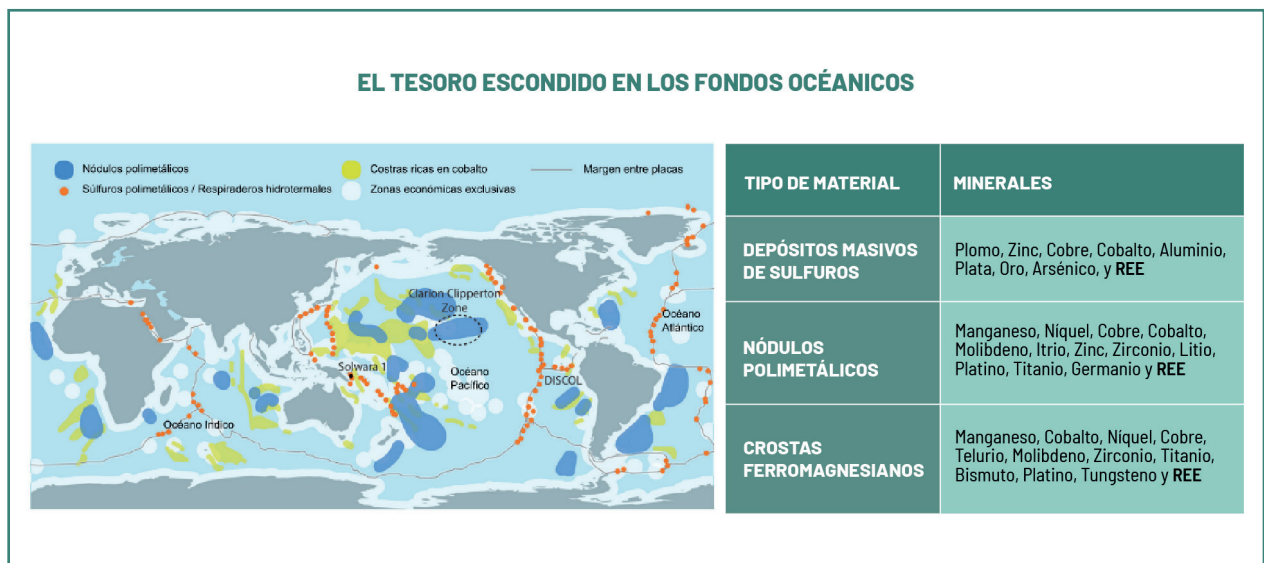 EL TESORO ESCONDIDO EN LOS FONDOS OCÉANICOS
Nódulos polimetálicos
Costras ricas en cobalto
Margen entre placas
Súlfuros polimetálicos / Respiraderos hidrotermales
Zonas económicas exclusivas
Clarion-Clipperton
Zone
Océano
Atlántico
Solwara 1
Océano
Pacífico
DISCOL
Océano Indico
TIPO DE MATERIAL
MINERALES
DEPÓSITOS MASIVOS
DE SULFUROS
Plomo, Zinc, Cobre, Cobalto, Aluminio,
Plata, Oro, Arsénico, y REE
NÓDULOS
POLIMETÁLICOS
Manganeso, Níquel, Cobre, Cobalto,
Molibdeno, Itrio, Zinc, Zirconio, Litio,
Platino, Titanio, Germanio y REE
CROSTAS
FERROMAGNESIANOS
Manganeso, Cobalto, Níquel, Cobre,
Telurio, Molibdeno, Zirconio, Titanio,
Bismuto, Platino, Tungsteno y REE